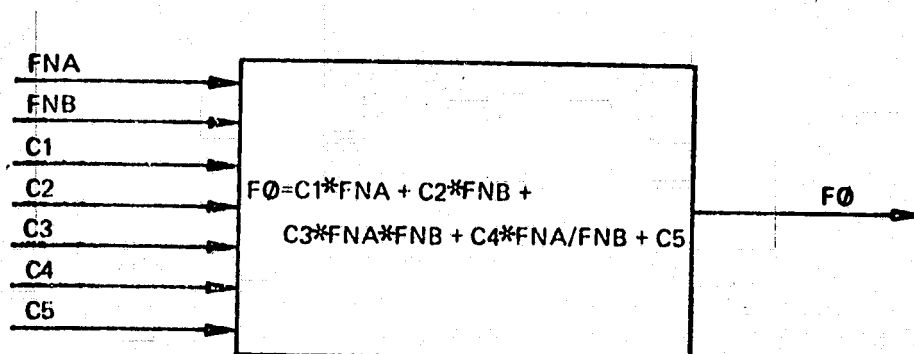 FNA
FNB
C1
C2
C3
C4
C5
FØ=C1*FNA + C2*FNB +
C3*FNA*FNB + C4*FNA/FNB + C5
FØ